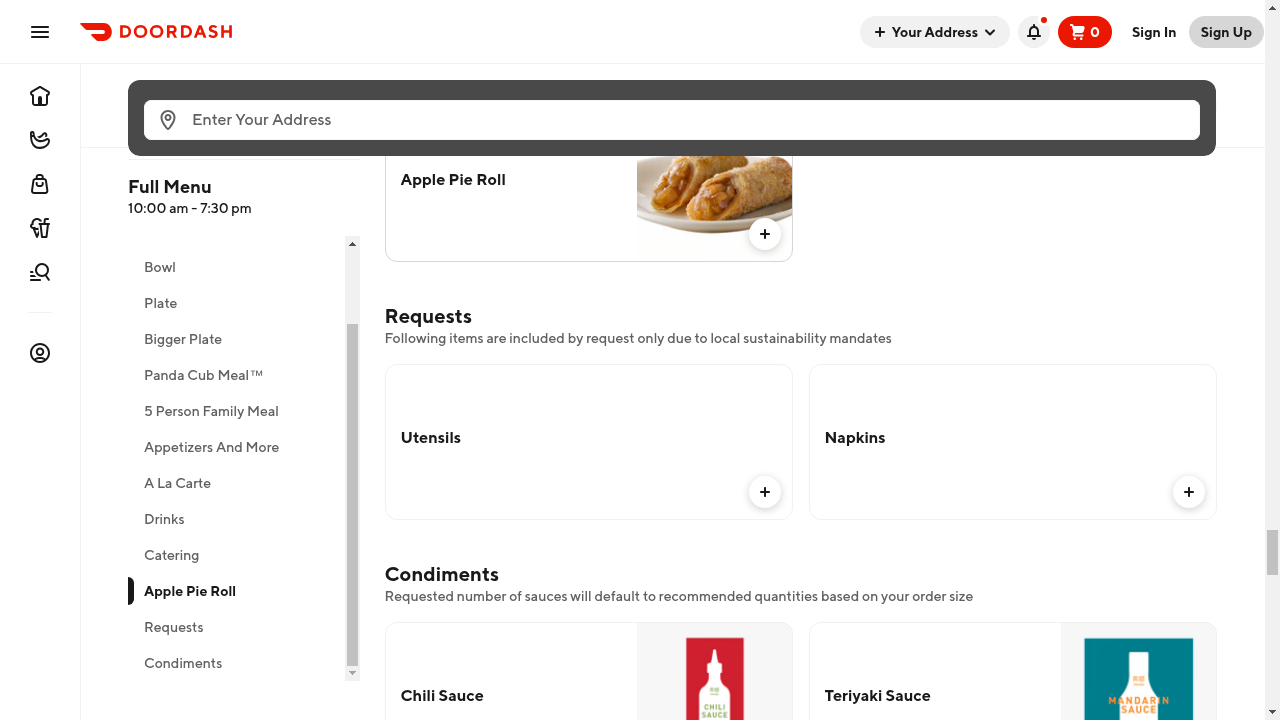 DOORDASH
Your Address
0
Sign In
Sign Up
Enter Your Address
Full Menu
10:00 am - 7:30 pm
Bowl
Plate
Bigger Plate
Panda Cub Meal™
5 Person Family Meal
Appetizers And More
A La Carte
Drinks
Catering
Apple Pie Roll
Requests
Condiments
Apple Pie Roll
Requests
Following items are included by request only due to local sustainability mandates
Utensils
Napkins
Condiments
Requested number of sauces will default to recommended quantities based on your order size
Chili Sauce
CHILI
SAUCE
Teriyaki Sauce
MANDARIN
SAUCE